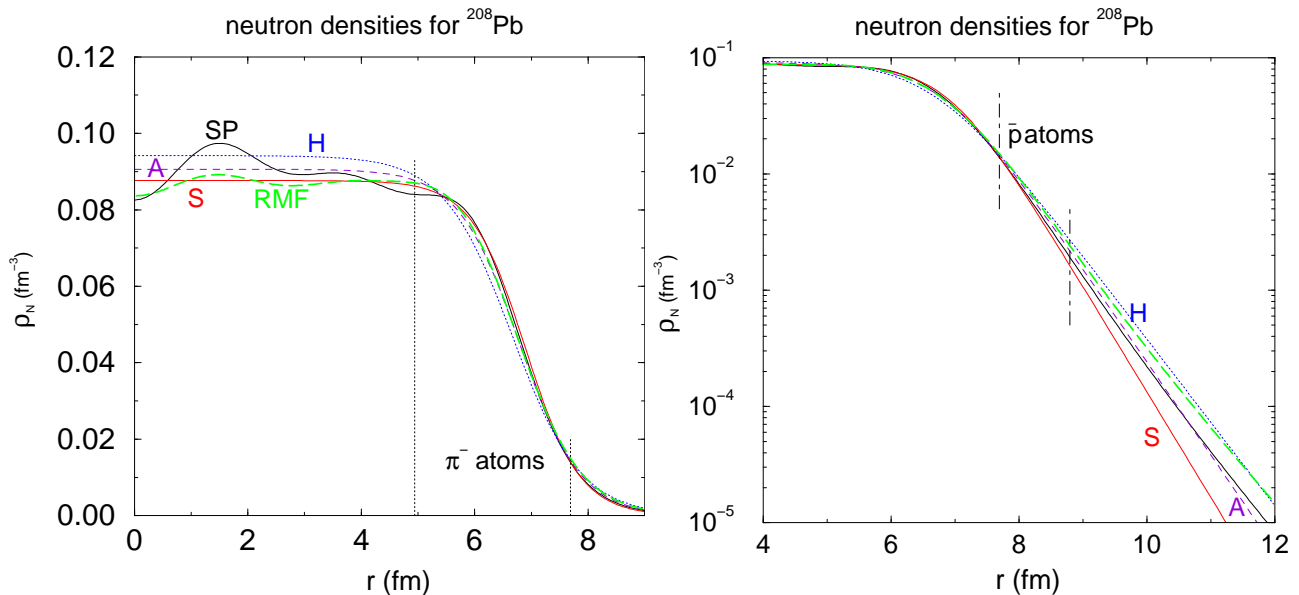 neutron densities for ²⁰⁸Pb
0.12
0.10
0.08
0.06
0.04
0.02
0.00
ρN (fm⁻³)
SP
H
A
S
RMF
π⁻ atoms
0 2 4 6 8
r (fm)
neutron densities for ²⁰⁸Pb
10⁻¹
10⁻²
10⁻³
10⁻⁴
10⁻⁵
ρN (fm⁻³)
p̄ atoms
H
S
A
4 6 8 10 12
r (fm)